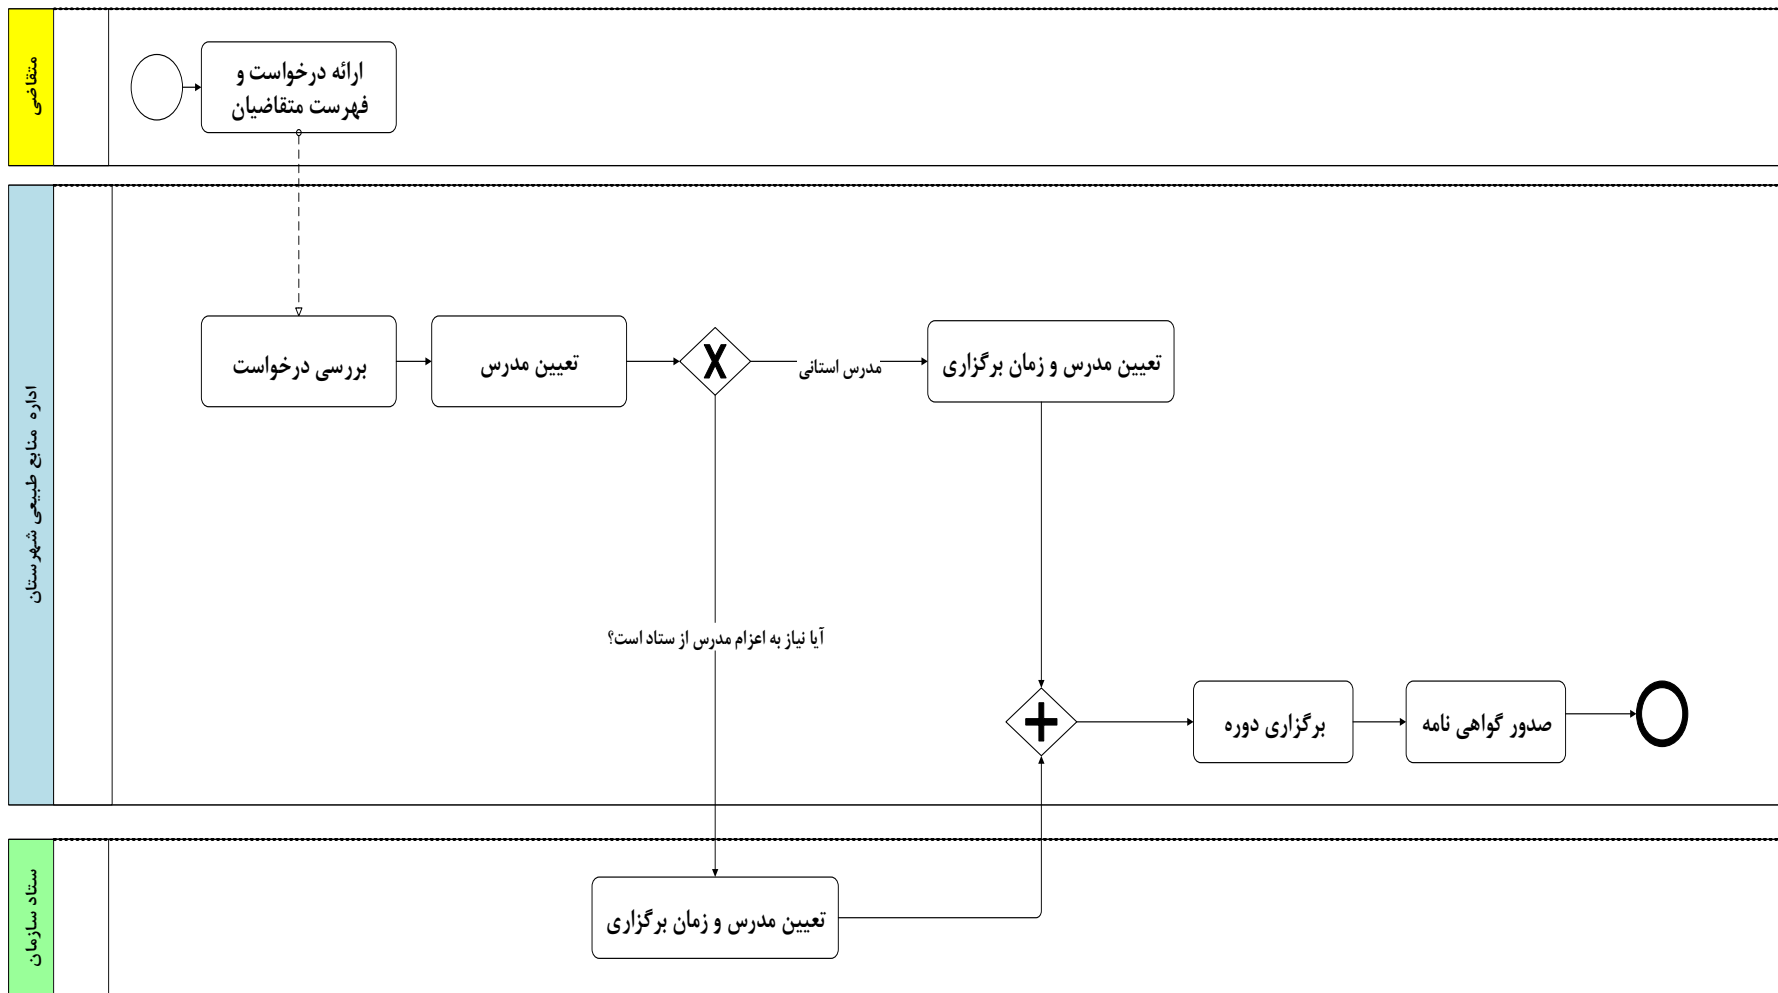 متقاضی
ارائه درخواست و
فهرست متقاضیان
اداره منابع طبیعی شهرستان
بررسی درخواست
تعیین مدرس
X
مدرس استانی
تعیین مدرس و زمان برگزاری
آیا نیاز به اعزام مدرس از ستاد است؟
+
برگزاری دوره
صدور گواهی نامه
ستاد سازمان
تعیین مدرس و زمان برگزاری